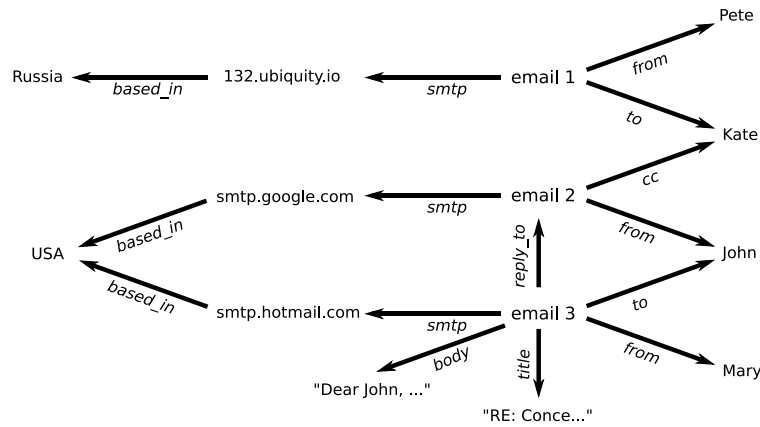 Pete
from
Russia
based_in
132.ubiquity.io
smtp
email 1
to
Kate
cc
smtp.google.com
smtp
email 2
based_in
from
USA
reply_to
John
based_in
to
smtp.hotmail.com
smtp
email 3
body
title
from
Mary
"Dear John, ..."
"RE: Conce..."